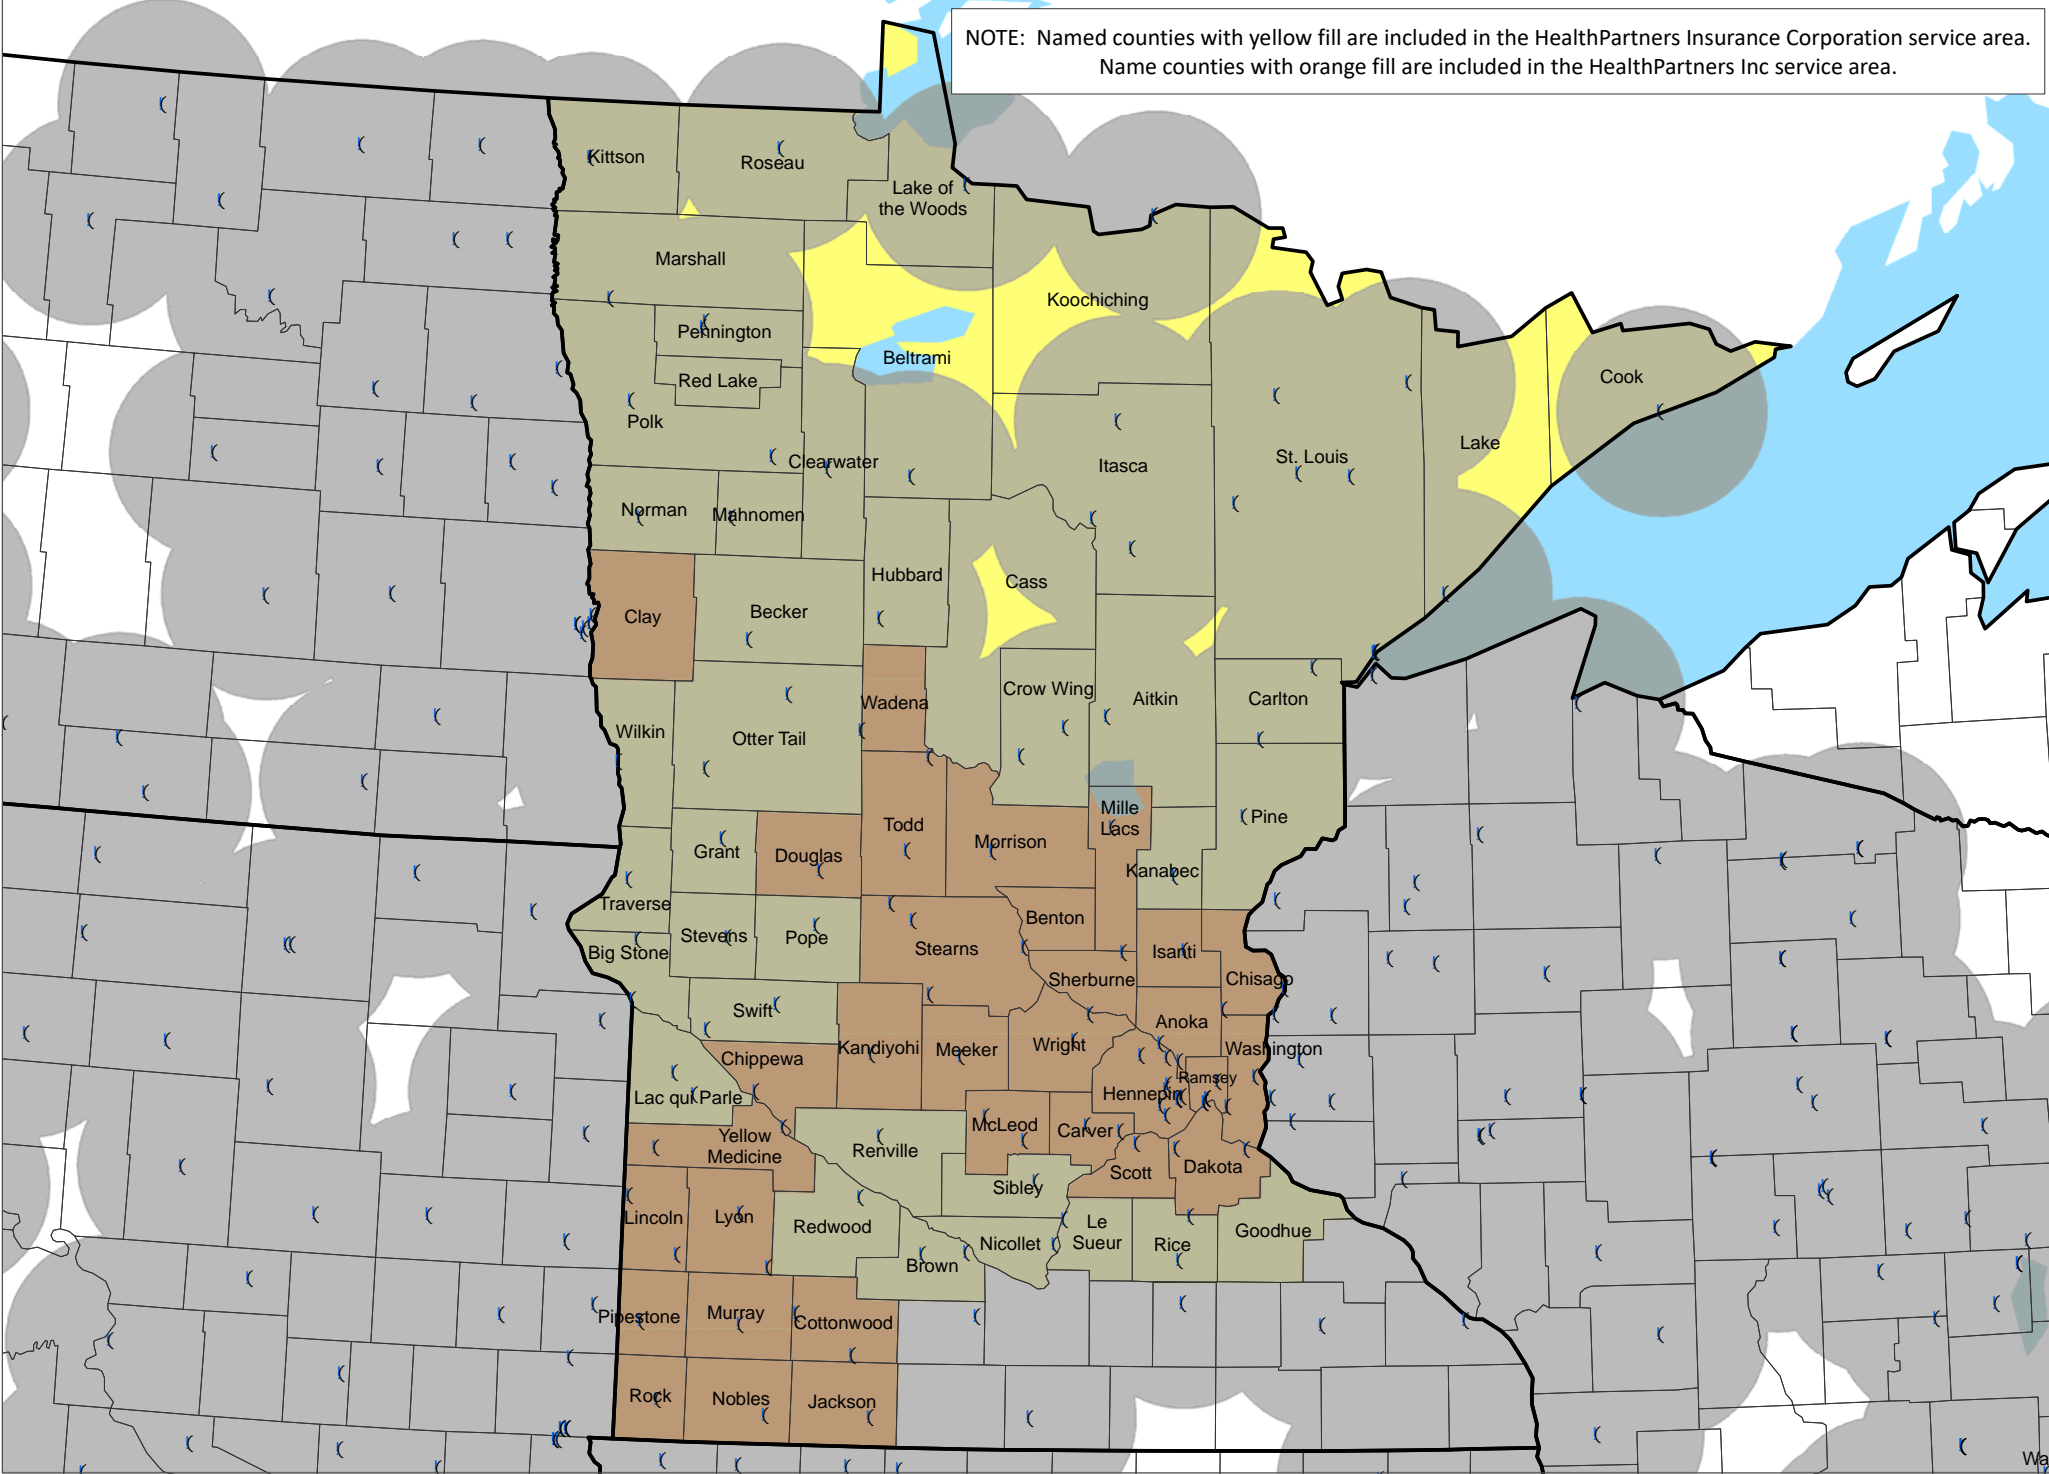 NOTE:  Named counties with yellow fill are included in the HealthPartners Insurance Corporation service area.
Name counties with orange fill are included in the HealthPartners Inc service area.
Kittson
Roseau
Lake of
the Woods
Marshall
Koochiching
Pennington
Beltrami
Red Lake
Cook
Polk
Clearwater
Itasca
St. Louis
Lake
Norman
Mahnomen
Hubbard
Cass
Clay
Becker
Wadena
Crow Wing
Aitkin
Carlton
Wilkin
Otter Tail
Mille
Lacs
Pine
Todd
Morrison
Grant
Douglas
Kanabec
Traverse
Benton
Stevens
Pope
Stearns
Isanti
Big Stone
Sherburne
Chisago
Swift
Anoka
Chippewa
Kandiyohi
Meeker
Wright
Washington
Ramsey
Lac qui Parle
Hennepin
McLeod
Carver
Yellow
Medicine
Renville
Scott
Dakota
Sibley
Lincoln
Lyon
Redwood
Le
Sueur
Goodhue
Nicollet
Rice
Brown
Pipestone
Murray
Cottonwood
Rock
Nobles
Jackson
Wa